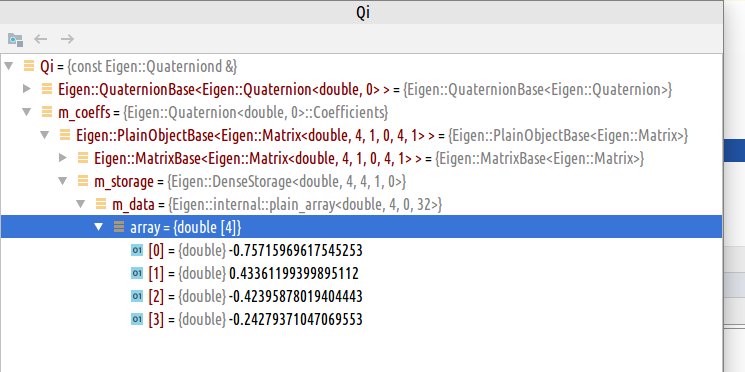 Qi
Qi = {const Eigen::Quaterniond &}
Eigen::QuaternionBase<Eigen::Quaternion<double, 0> > = {Eigen::QuaternionBase<Eigen::Quaternion>}
m_coeffs = {Eigen::Quaternion<double, 0>::Coefficients}
Eigen::PlainObjectBase<Eigen::Matrix<double, 4, 1, 0, 4, 1> > = {Eigen::PlainObjectBase<Eigen::Matrix>}
Eigen::MatrixBase<Eigen::Matrix<double, 4, 1, 0, 4, 1> > = {Eigen::MatrixBase<Eigen::Matrix>}
m_storage = {Eigen::DenseStorage<double, 4, 4, 1, 0>}
m_data = {Eigen::internal::plain_array<double, 4, 0, 32>}
array = {double [4]}
01 [0] = {double} -0.75715969617545253
01 [1] = {double} 0.43361199399895112
01 [2] = {double} -0.42395878019404443
01 [3] = {double} -0.24279371047069553